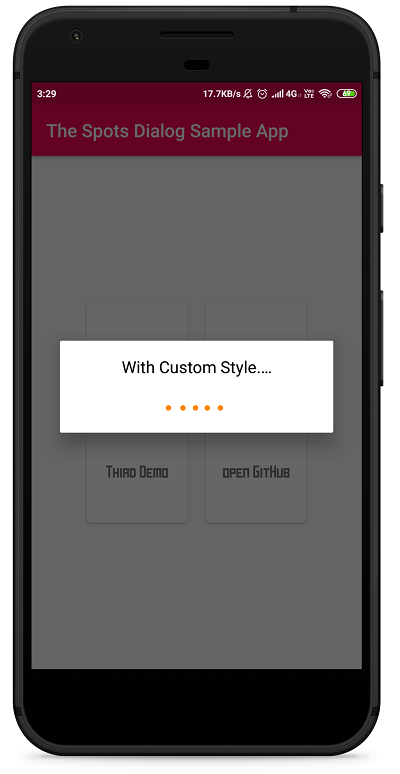 3:29 17.7KB/s 4G VoLTE 69
The Spots Dialog Sample App
With Custom Style....
Third Demo
open GitHub